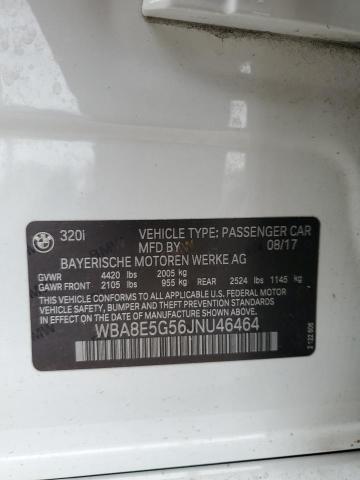 320i VEHICLE TYPE: PASSENGER CAR
MFD BY 08/17
BAYERISCHE MOTOREN WERKE AG
GVWR 4420 lbs 2005 kg
FRONT 2105 lbs 955 kg REAR 2524 lbs 1145 kg
THIS VEHICLE CONFORMS TO ALL APPLICABLE U.S. FEDERAL MOTOR VEHICLE
SAFETY, BUMPER AND THEFT PREVENTION STANDARDS IN EFFECT
ON THE DATE OF MANUFACTURE SHOWN ABOVE.
WBA8E5G56JNU46464